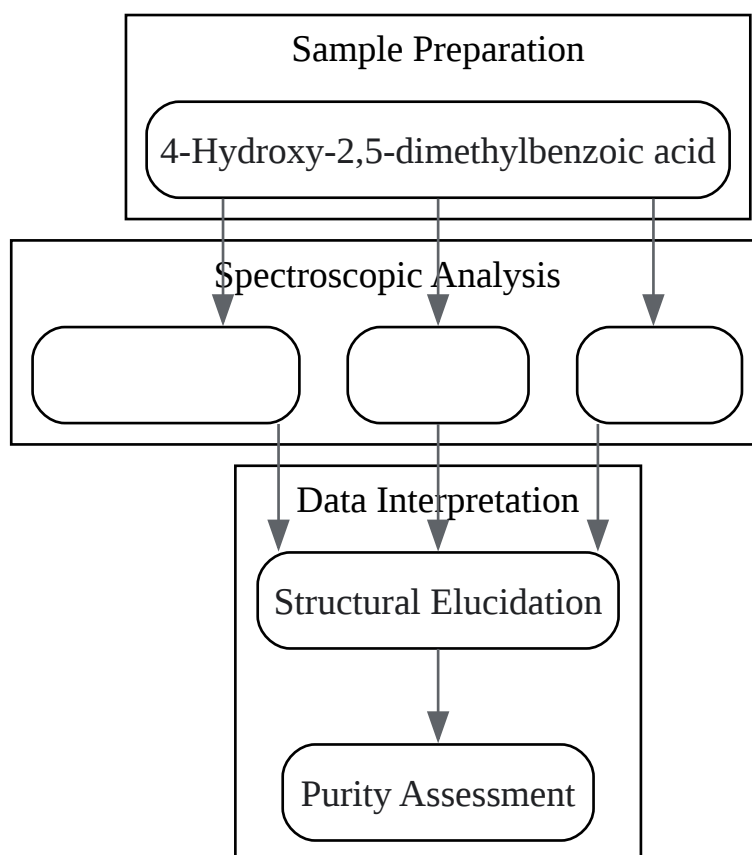 Sample Preparation
4-Hydroxy-2,5-dimethylbenzoic acid
Spectroscopic Analysis
Data Interpretation
Structural Elucidation
Purity Assessment